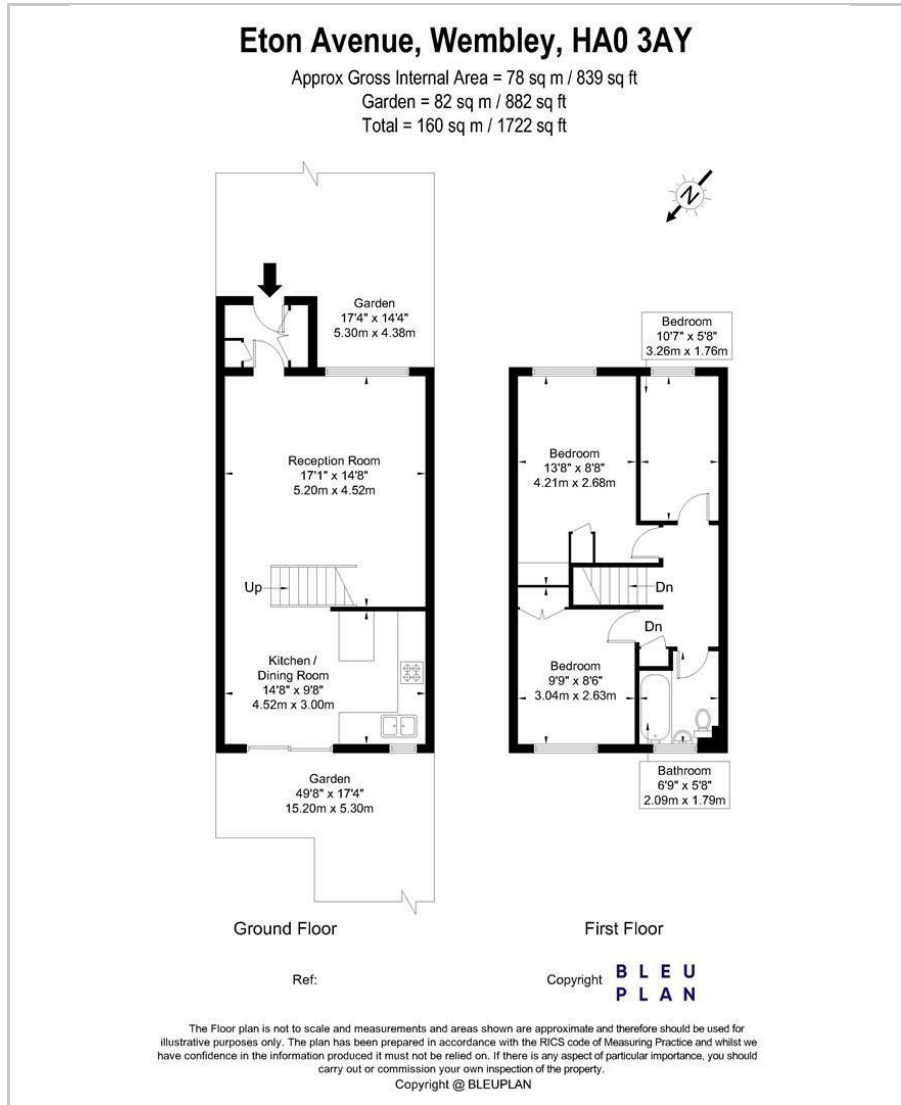 Eton Avenue, Wembley, HA0 3AY
Approx Gross Internal Area = 78 sq m / 839 sq ft
Garden = 82 sq m / 882 sq ft
Total = 160 sq m / 1722 sq ft
N
Garden
17'4" x 14'4"
5.30m x 4.38m
Reception Room
17'1" x 14'8"
5.20m x 4.52m
Up
Kitchen /
Dining Room
14'8" x 9'8"
4.52m x 3.00m
Garden
49'8" x 17'4"
15.20m x 5.30m
Ground Floor
Bedroom
10'7" x 5'8"
3.26m x 1.76m
Bedroom
13'8" x 8'8"
4.21m x 2.68m
Dn
Dn
Bedroom
9'9" x 8'6"
3.04m x 2.63m
Bathroom
6'9" x 5'8"
2.09m x 1.79m
First Floor
Ref:
Copyright
BLEU
PLAN
The Floor plan is not to scale and measurements and areas shown are approximate and therefore should be used for
illustrative purposes only. The plan has been prepared in accordance with the RICS code of Measuring Practice and whilst we
have confidence in the information produced it must not be relied on. If there is any aspect of particular importance, you should
carry out or commission your own inspection of the property.
Copyright @ BLEUPLAN